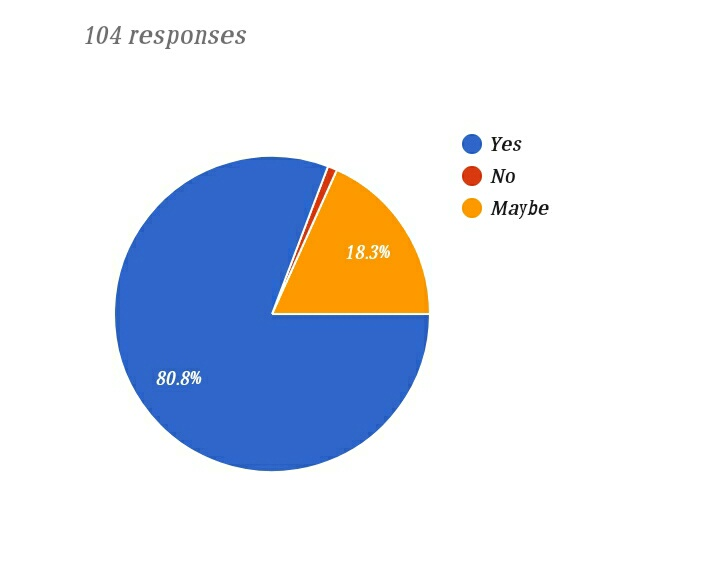 104 responses
Yes
No
Maybe
18.3%
80.8%